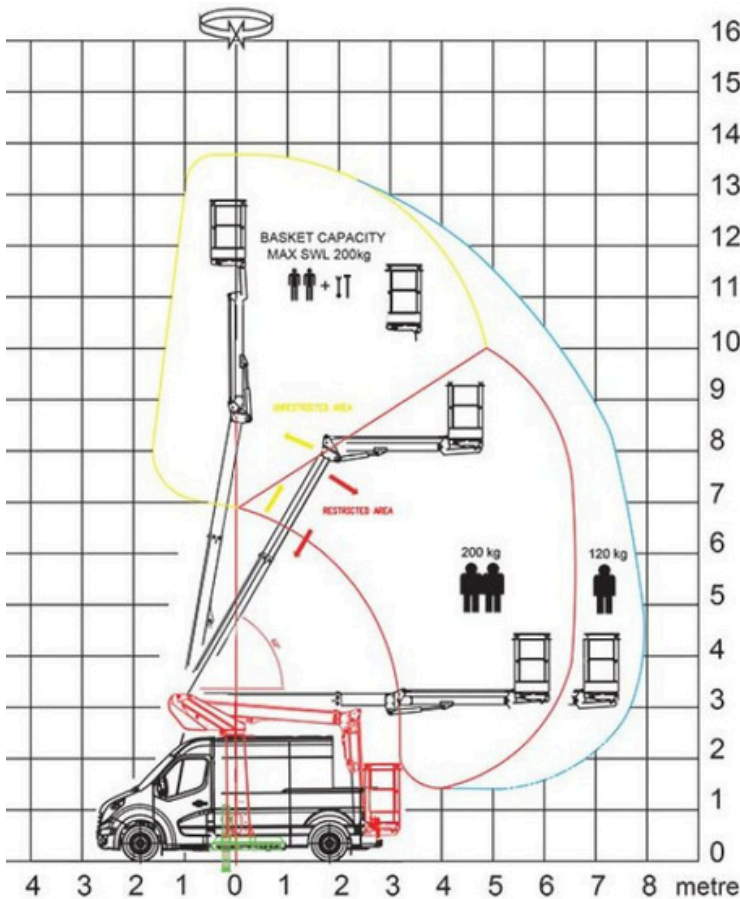 16
15
14
13
BASKET CAPACITY
MAX SWL 200kg
+
12
11
10
9
UNRESTRICTED AREA
8
7
RESTRICTED AREA
6
200 kg
120 kg
5
4
60°
3
2
1
0
4 3 2 1 0 1 2 3 4 5 6 7 8 metre